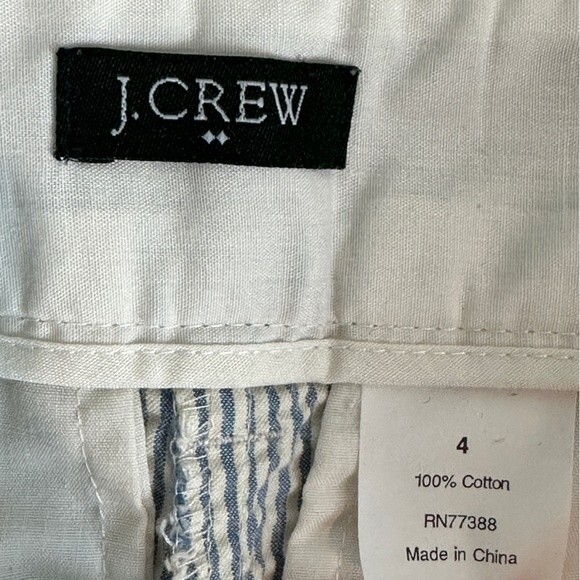 J.CREW
4
100% Cotton
RN77388
Made in China